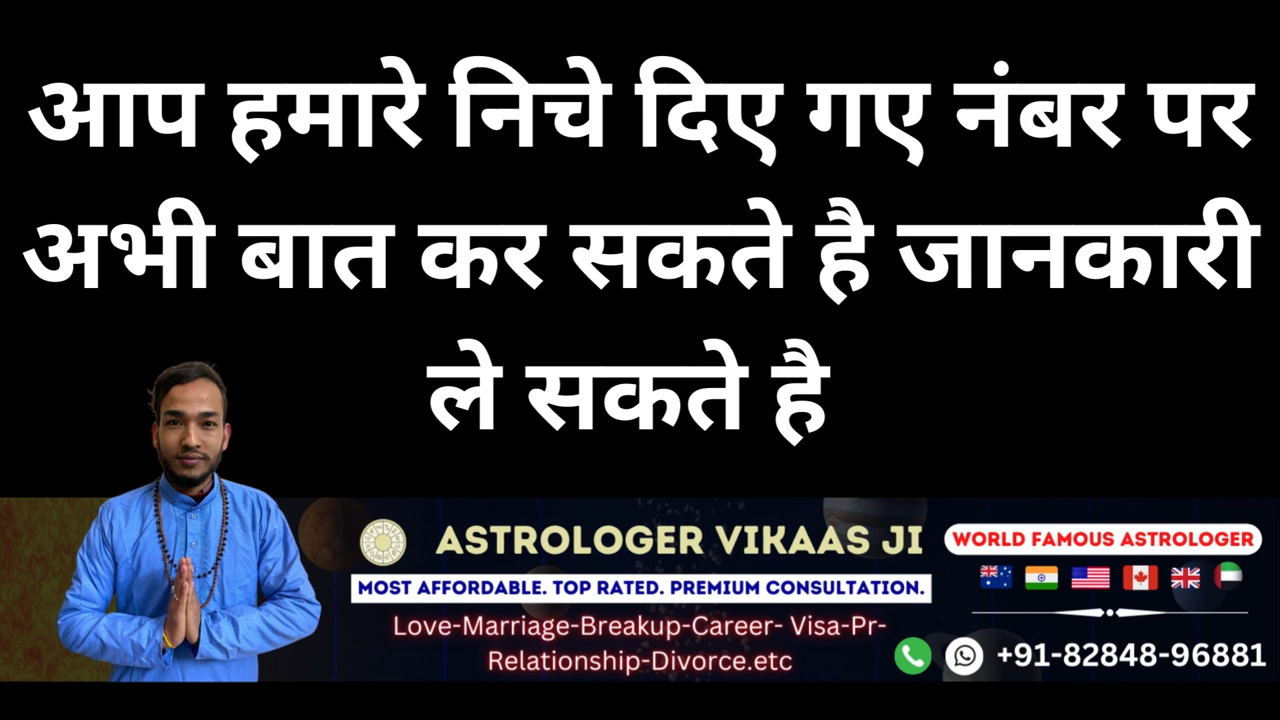 आप हमारे निचे दिए गए नंबर पर
अभी बात कर सकते है जानकारी
ले सकते है
ASTROLOGER VIKAAS JI
MOST AFFORDABLE. TOP RATED. PREMIUM CONSULTATION.
Love-Marriage-Breakup-Career- Visa-Pr-
Relationship-Divorce.etc
WORLD FAMOUS ASTROLOGER
+91-82848-96881